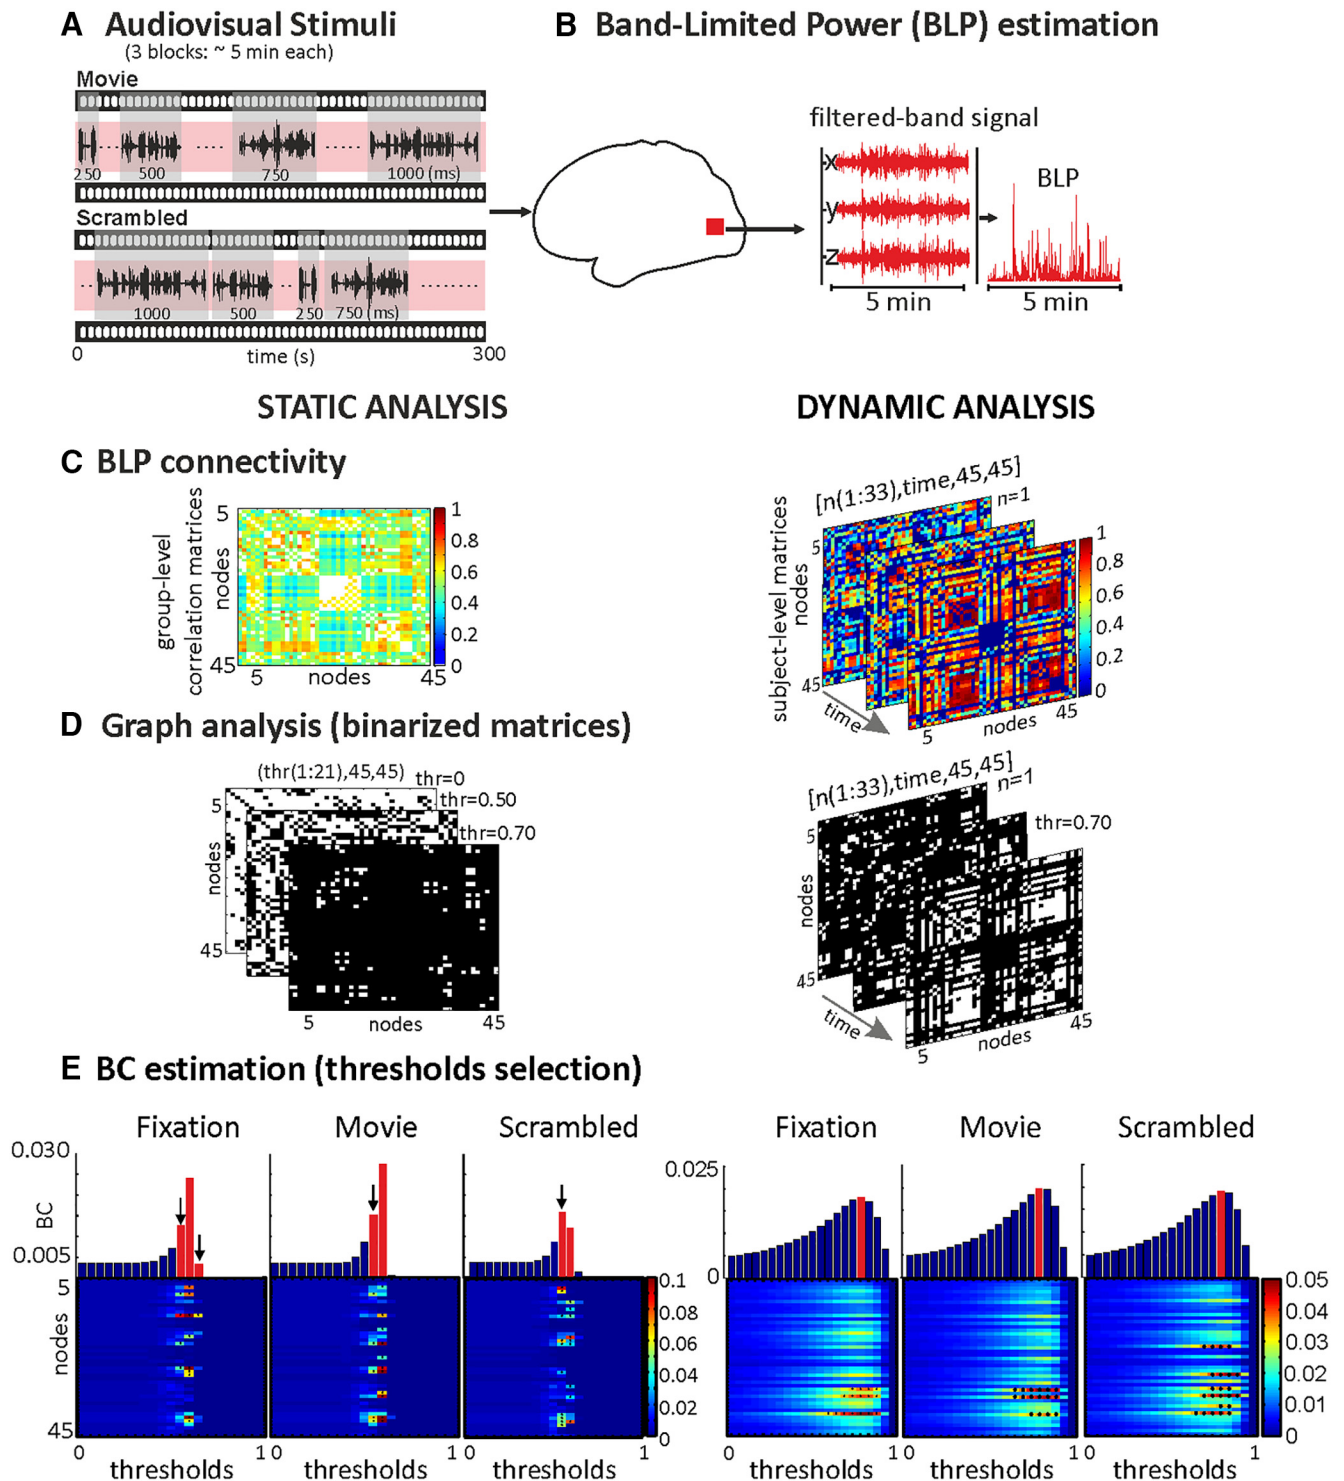 A Audiovisual Stimuli
(3 blocks: ~ 5 min each)
Movie
250 500 750 1000 (ms)
Scrambled
1000 500 250 750 (ms)
0 time (s) 300
B Band-Limited Power (BLP) estimation
filtered-band signal
x
y
z
5 min
BLP
5 min
STATIC ANALYSIS
DYNAMIC ANALYSIS
C BLP connectivity
group-level
correlation matrices
nodes
5
45
5 nodes 45
1
0.8
0.6
0.4
0.2
0
[n(1:33),time,45,45]
n=1
subject-level matrices
nodes
5
45
time
5 nodes 45
1
0.8
0.6
0.4
0.2
0
D Graph analysis (binarized matrices)
(thr(1:21),45,45)
thr=0
thr=0.50
thr=0.70
5
nodes
45
5 nodes 45
[n(1:33),time,45,45]
n=1
thr=0.70
5
nodes
45
time
5 nodes 45
E BC estimation (thresholds selection)
Fixation Movie Scrambled
0.030
BC
0.005
5
nodes
45
0 1 0 1 0 1
thresholds thresholds thresholds
0.1
0.08
0.06
0.04
0.02
0
Fixation Movie Scrambled
0.025
0
0 1 0 1 0 1
thresholds thresholds thresholds
0.05
0.04
0.03
0.02
0.01
0